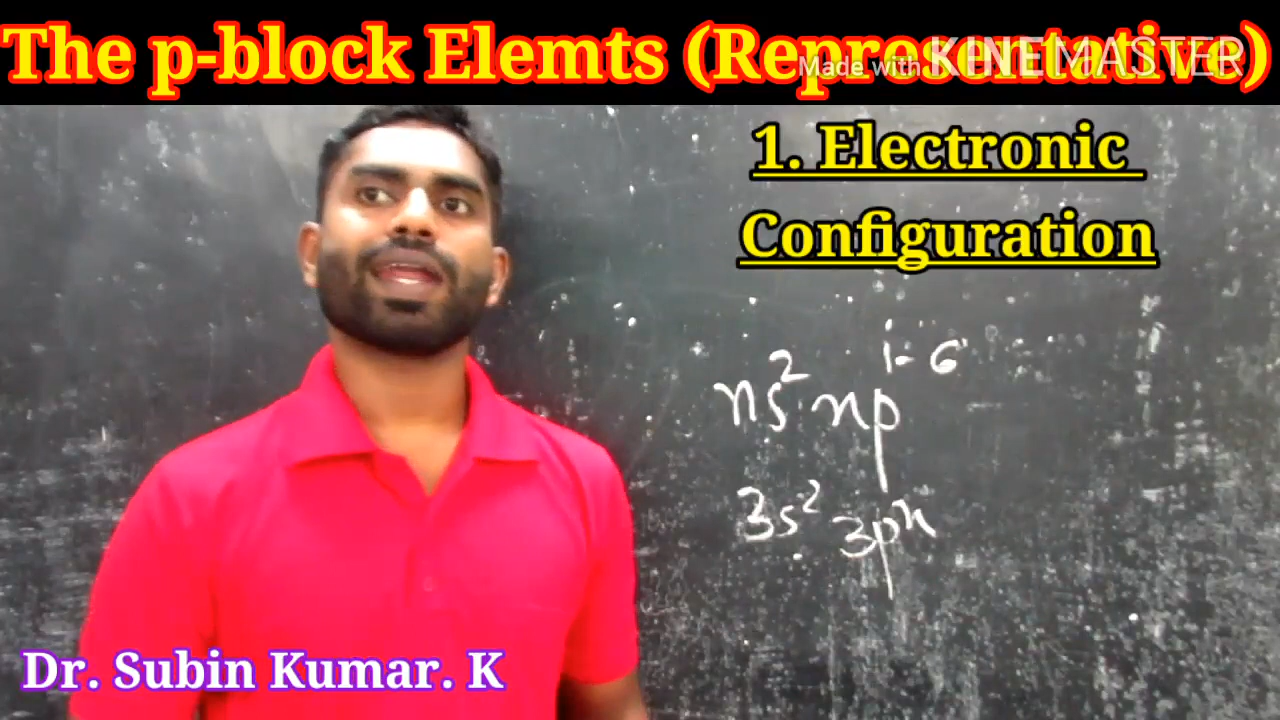 The p-block Elemts (Representative)
Made with KINEMASTER
1. Electronic
Configuration
ns² np¹⁻⁶
3s² 3pⁿ
Dr. Subin Kumar. K